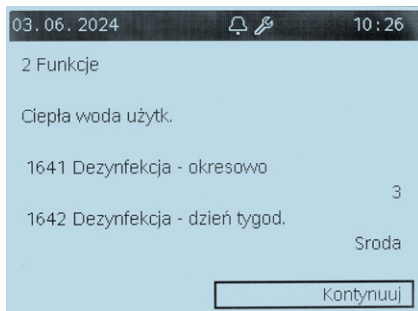 03.06.2024 10:26
2 Funkcje
Ciepła woda użytk.
1641 Dezynfekcja - okresowo
3
1642 Dezynfekcja - dzień tygod.
Sroda
Kontynuuj